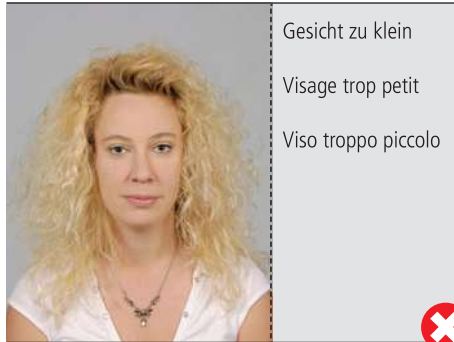 Gesicht zu klein
Visage trop petit
Viso troppo piccolo